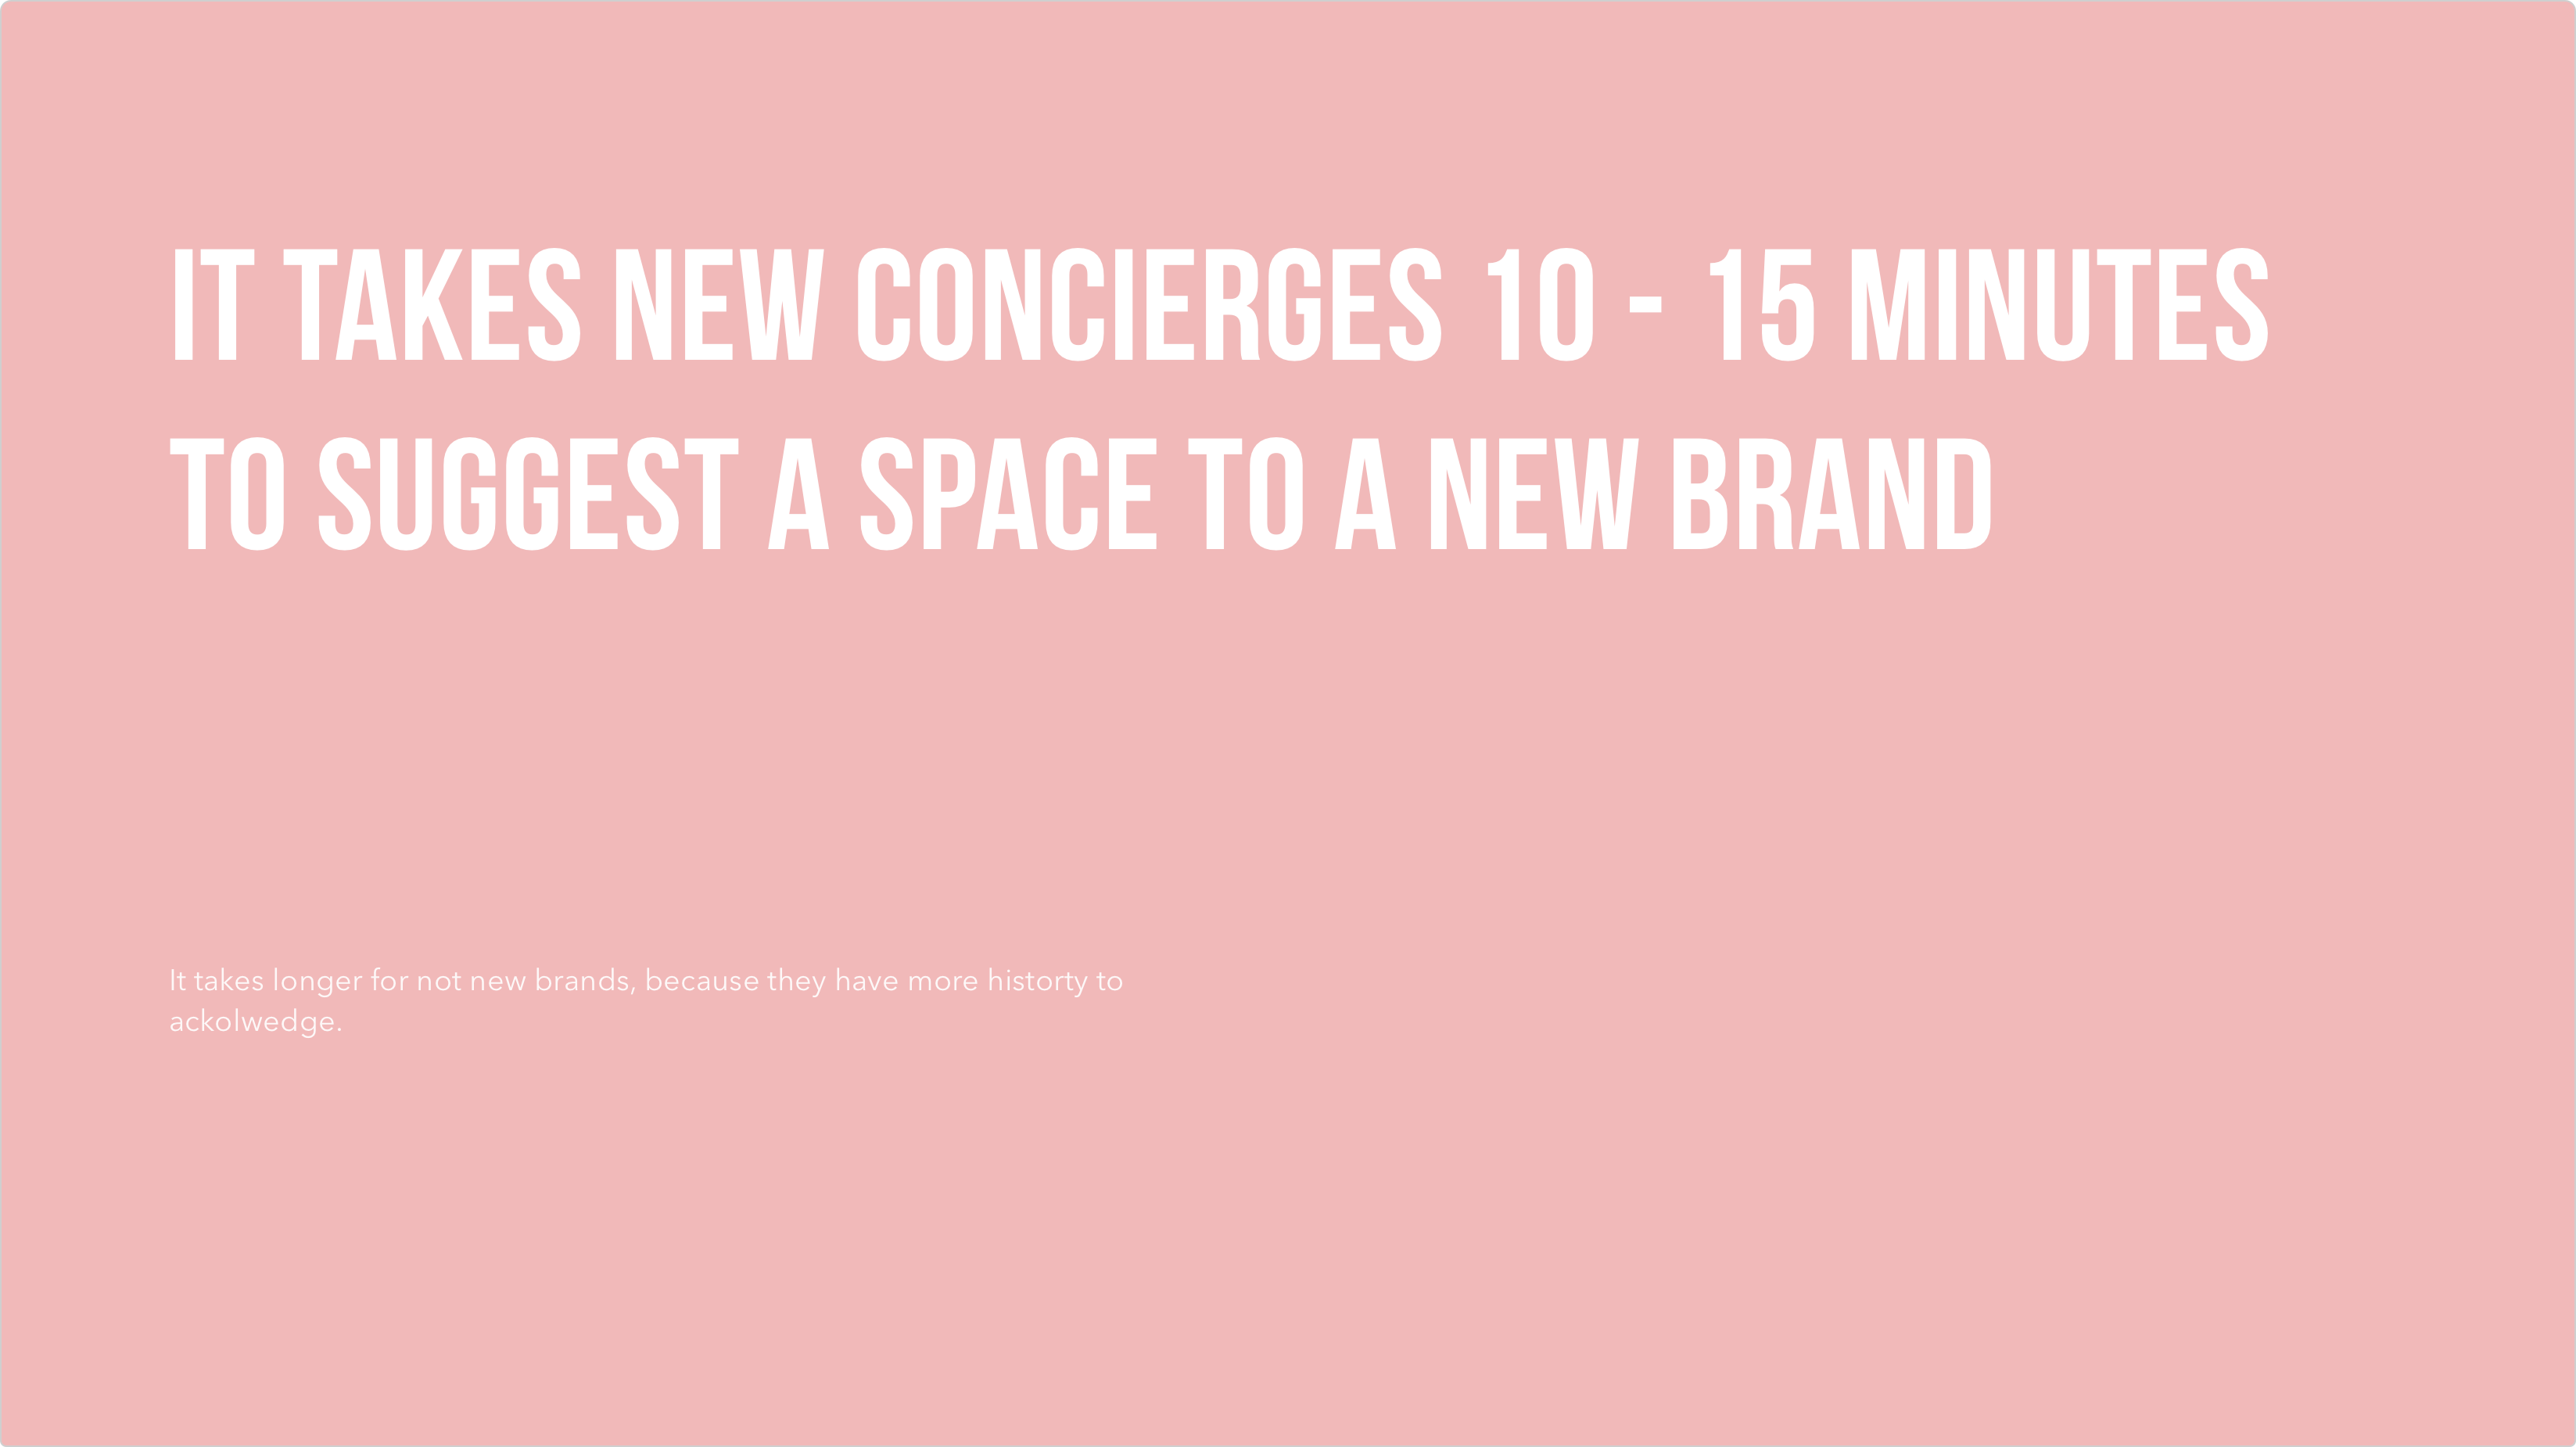 IT TAKES NEW CONCIERGES 10 - 15 MINUTES
TO SUGGEST A SPACE TO A NEW BRAND
It takes longer for not new brands, because they have more historty to
ackolwedge.